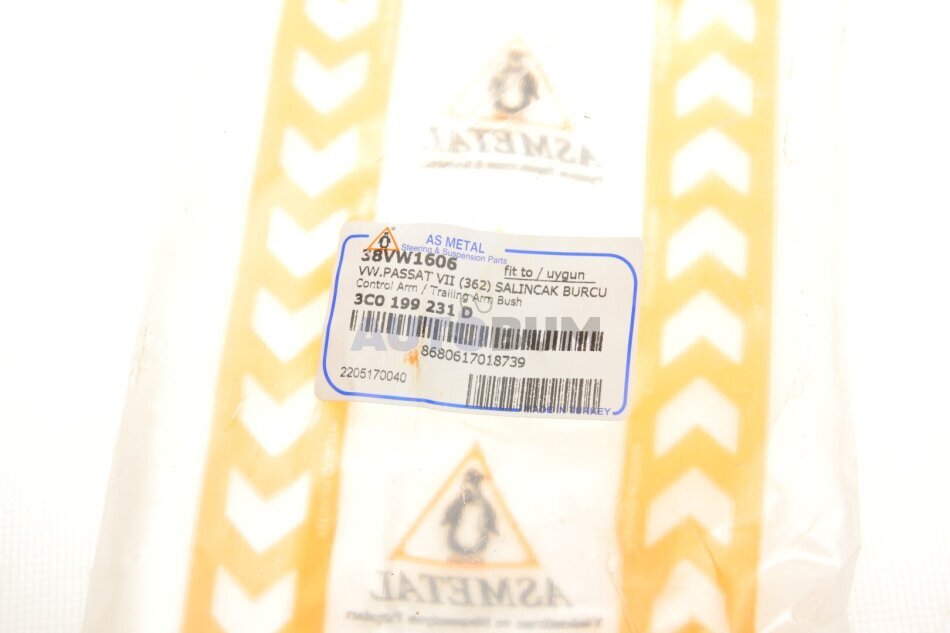 ASMETAL
AS METAL
Steering & Suspension Parts
38VW1606
fit to / uygun
VW.PASSAT VII (362) SALINCAK BURCU
Control Arm / Trailing Arm Bush
3C0 199 231 D
AUTODUM
8680617018739
2205170040
MADE IN TURKEY
ASMETAL